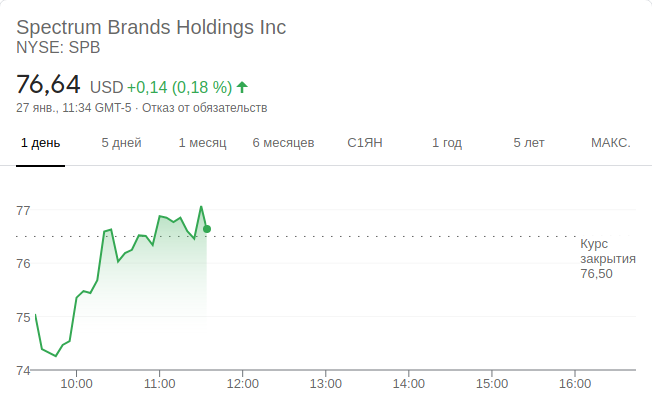 Spectrum Brands Holdings Inc
NYSE: SPB
76,64 USD +0,14 (0,18 %)
27 янв., 11:34 GMT-5 · Отказ от обязательств
1 день 5 дней 1 месяц 6 месяцев С1ЯН 1 год 5 лет МАКС.
77
Курс
закрытия
76,50
76
75
74
10:00 11:00 12:00 13:00 14:00 15:00 16:00